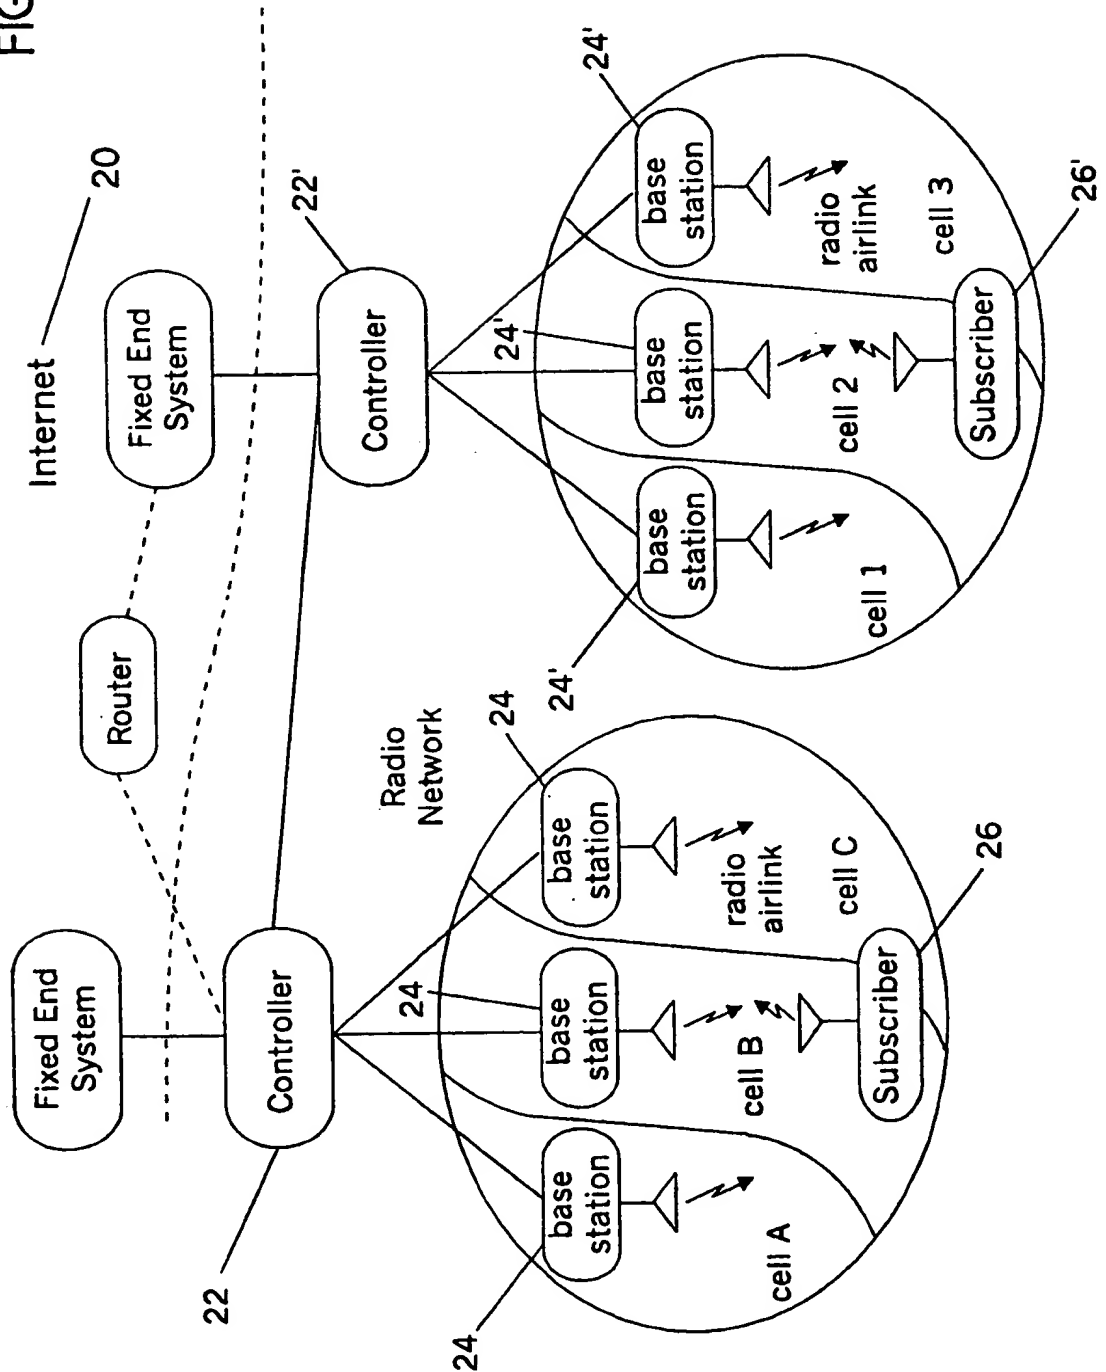 FIG
Internet
20
Fixed End
System
Router
Fixed End
System
22
Controller
Controller
22'
Radio
Network
24
24
24
base
station
base
station
base
station
radio
airlink
cell A
cell B
cell C
Subscriber
26
24'
24'
24'
base
station
base
station
base
station
radio
airlink
cell 1
cell 2
cell 3
Subscriber
26'